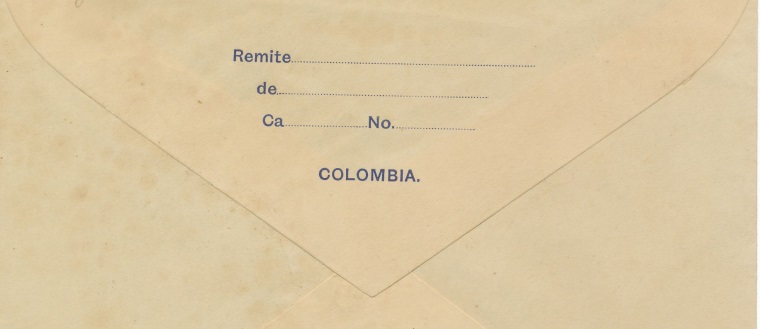 Remite
de
Ca No.
COLOMBIA.